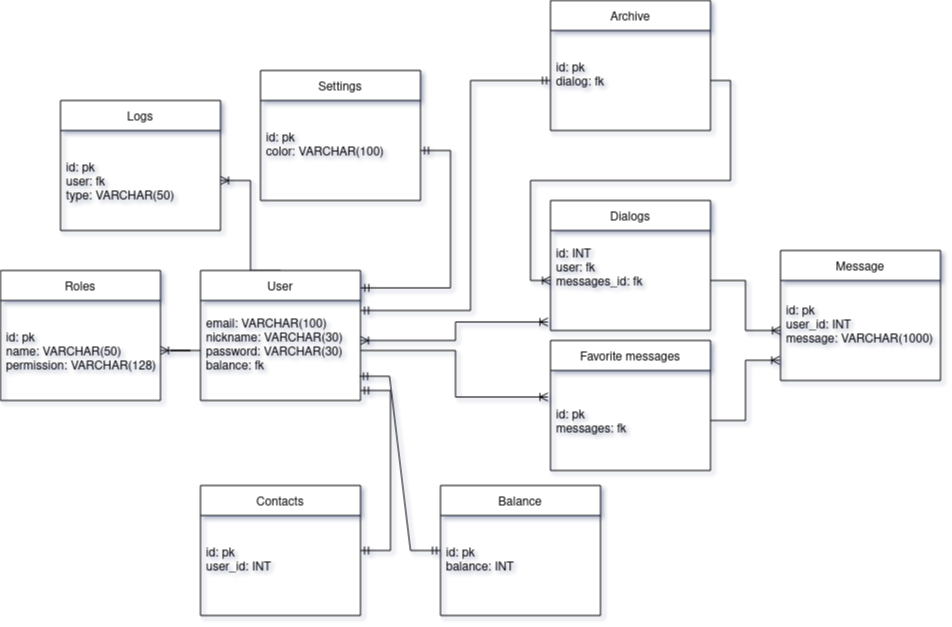 Archive
id: pk
dialog: fk
Settings
id: pk
color: VARCHAR(100)
Logs
id: pk
user: fk
type: VARCHAR(50)
Dialogs
id: INT
user: fk
messages_id: fk
Message
id: pk
user_id: INT
message: VARCHAR(1000)
Roles
id: pk
name: VARCHAR(50)
permission: VARCHAR(128)
User
email: VARCHAR(100)
nickname: VARCHAR(30)
password: VARCHAR(30)
balance: fk
Favorite messages
id: pk
messages: fk
Contacts
id: pk
user_id: INT
Balance
id: pk
balance: INT